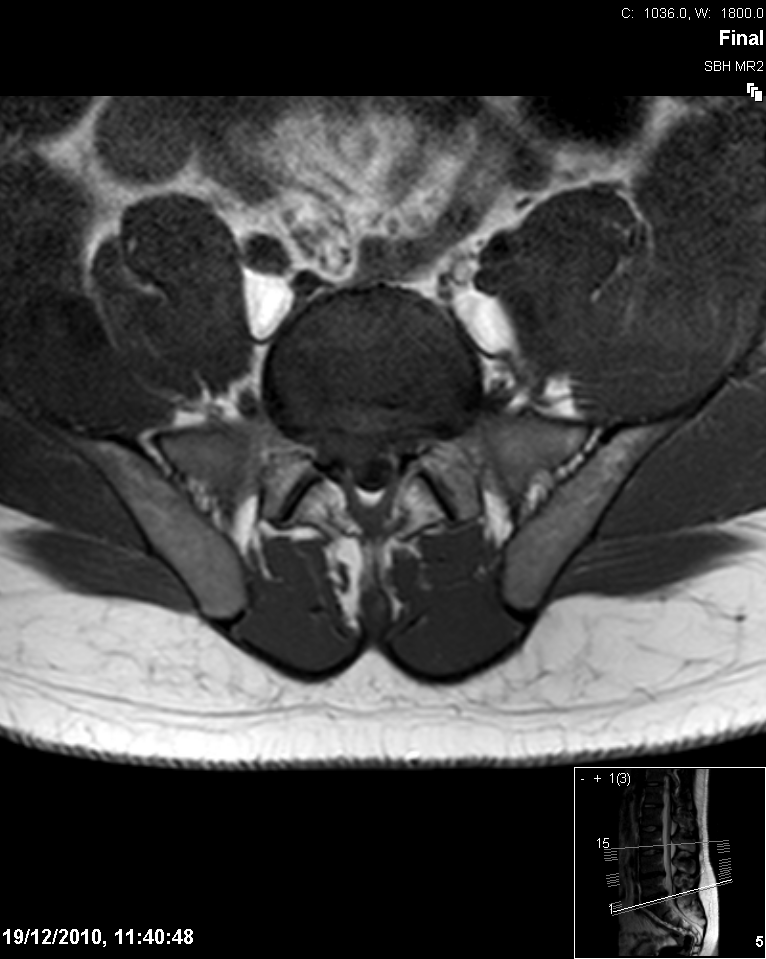 C: 1036.0, W: 1800.0
Final
SBH MR2
- + 1(3)
15
1
19/12/2010, 11:40:48
5